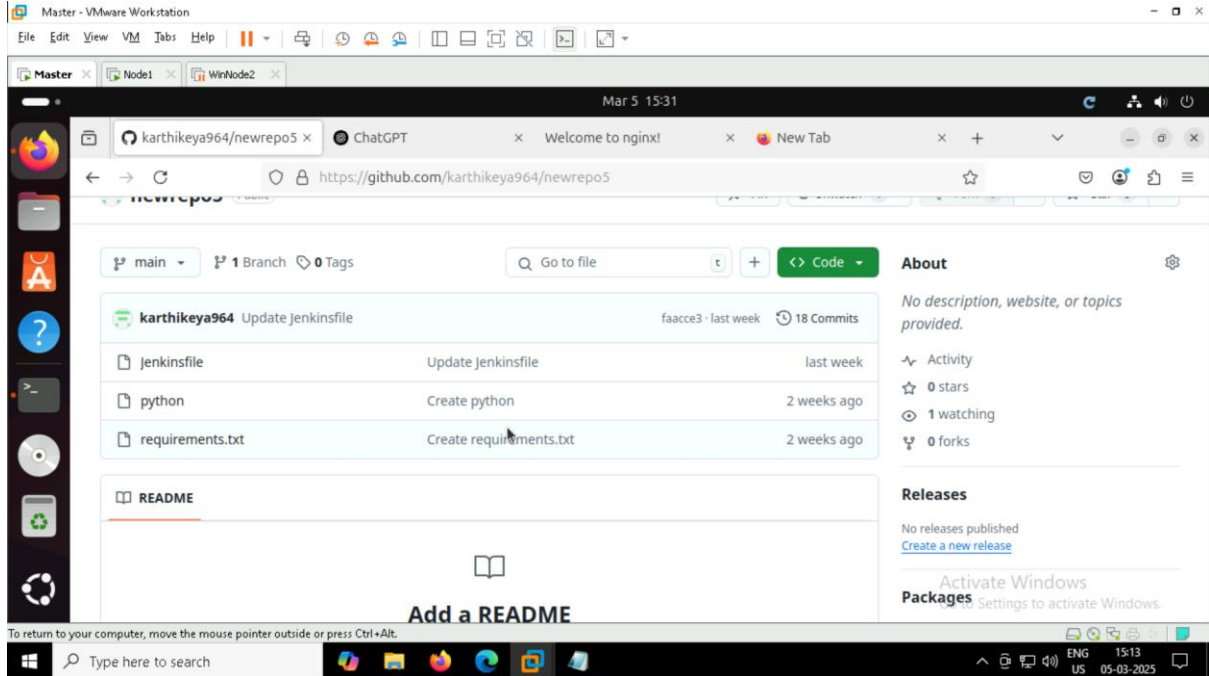 Master - VMware Workstation
File Edit View VM Tabs Help
Master Node1 WinNode2
Mar 5 15:31
karthikeya964/newrepo5 ChatGPT Welcome to nginx! New Tab
https://github.com/karthikeya964/newrepo5
newrepo5 Public
main 1 Branch 0 Tags Go to file t Code About
No description, website, or topics
provided.
karthikeya964 Update Jenkinsfile faacce3 · last week 18 Commits
Jenkinsfile Update Jenkinsfile last week
python Create python 2 weeks ago
requirements.txt Create requirements.txt 2 weeks ago
Activity
0 stars
1 watching
0 forks
README
Releases
No releases published
Create a new release
Add a README
Packages
Activate Windows
Go to Settings to activate Windows.
To return to your computer, move the mouse pointer outside or press Ctrl+Alt.
Type here to search
ENG 15:13
US 05-03-2025